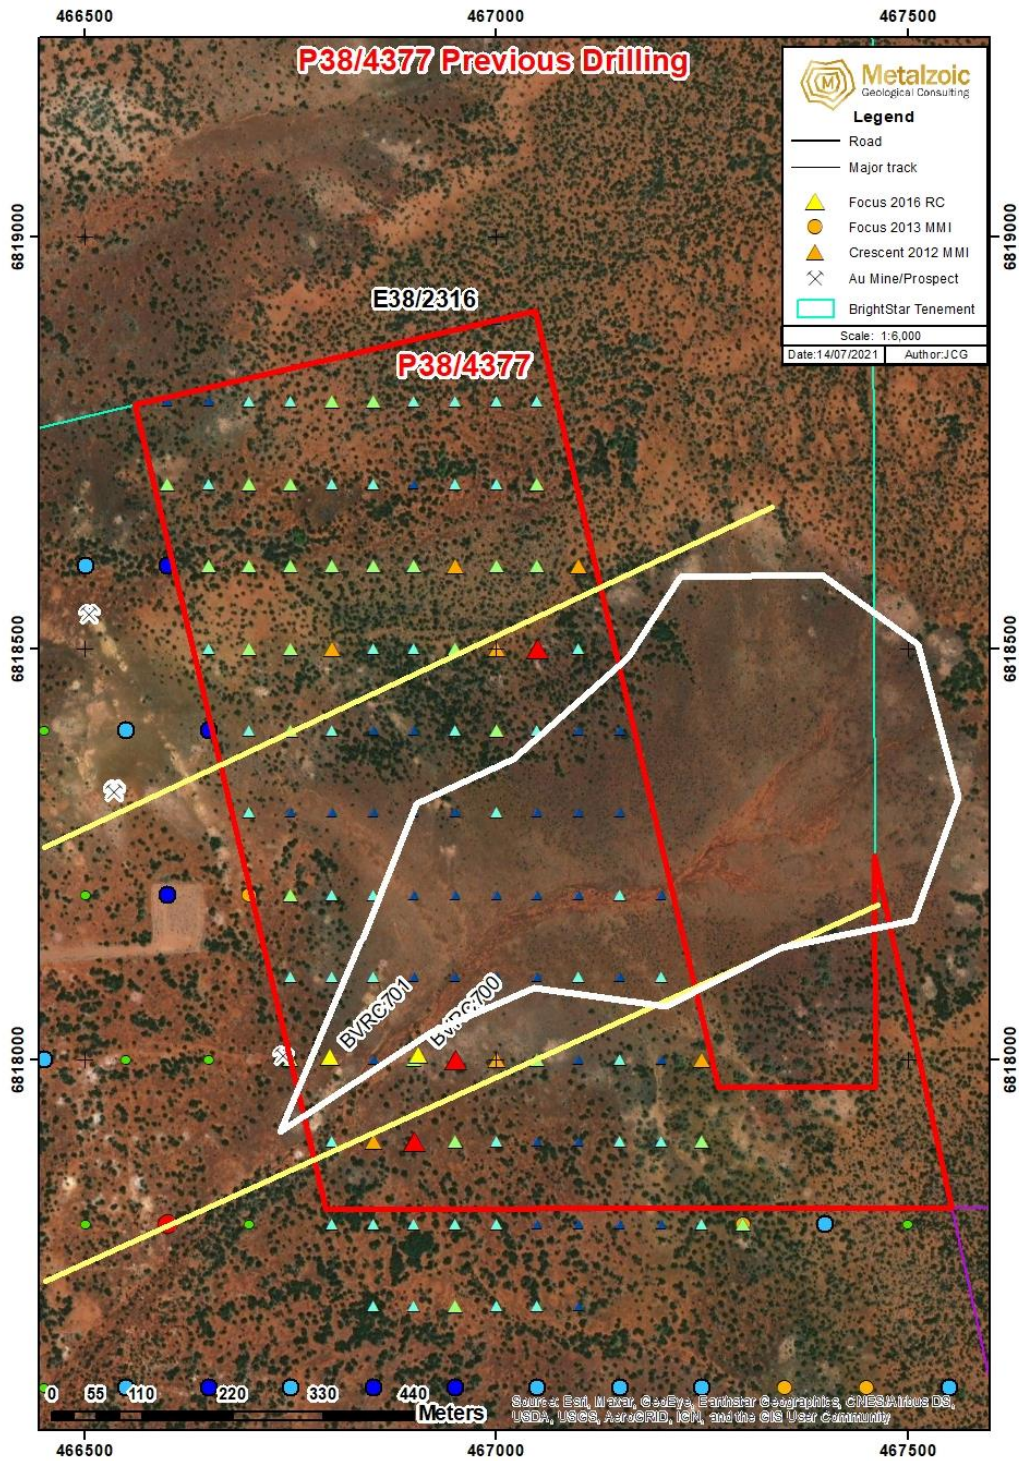 466500
467000
467500
P38/4377 Previous Drilling
Metalzoic
Geological Consulting
M
Legend
Road
Major track
Focus 2016 RC
Focus 2013 MMI
Crescent 2012 MMI
Au Mine/Prospect
BrightStar Tenement
Scale: 1:6,000
Date:14/07/2021
Author:JCG
6819000
6819000
E38/2316
P38/4377
6818500
6818500
BVRC701
BVRC700
6818000
6818000
0 55 110 220 330 440
Meters
Source: Esri, Maxar, GeoEye, Earthstar Geographics, CNES/Airbus DS,
USDA, USGS, AeroGRID, IGN, and the GIS User Community
466500
467000
467500